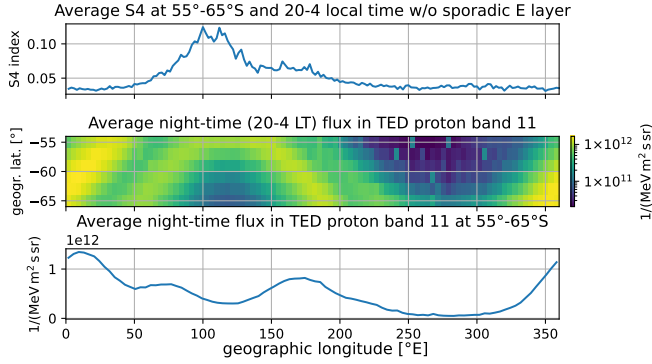 Average S4 at 55°-65°S and 20-4 local time w/o sporadic E layer
S4 index
0.10
0.05
Average night-time (20-4 LT) flux in TED proton band 11
geogr. lat. [°]
−55
−60
−65
1×10¹²
1×10¹¹
1/(MeV m² s sr)
Average night-time flux in TED proton band 11 at 55°-65°S
1e12
1/(MeV m² s sr)
1
0
0 50 100 150 200 250 300 350
geographic longitude [°E]